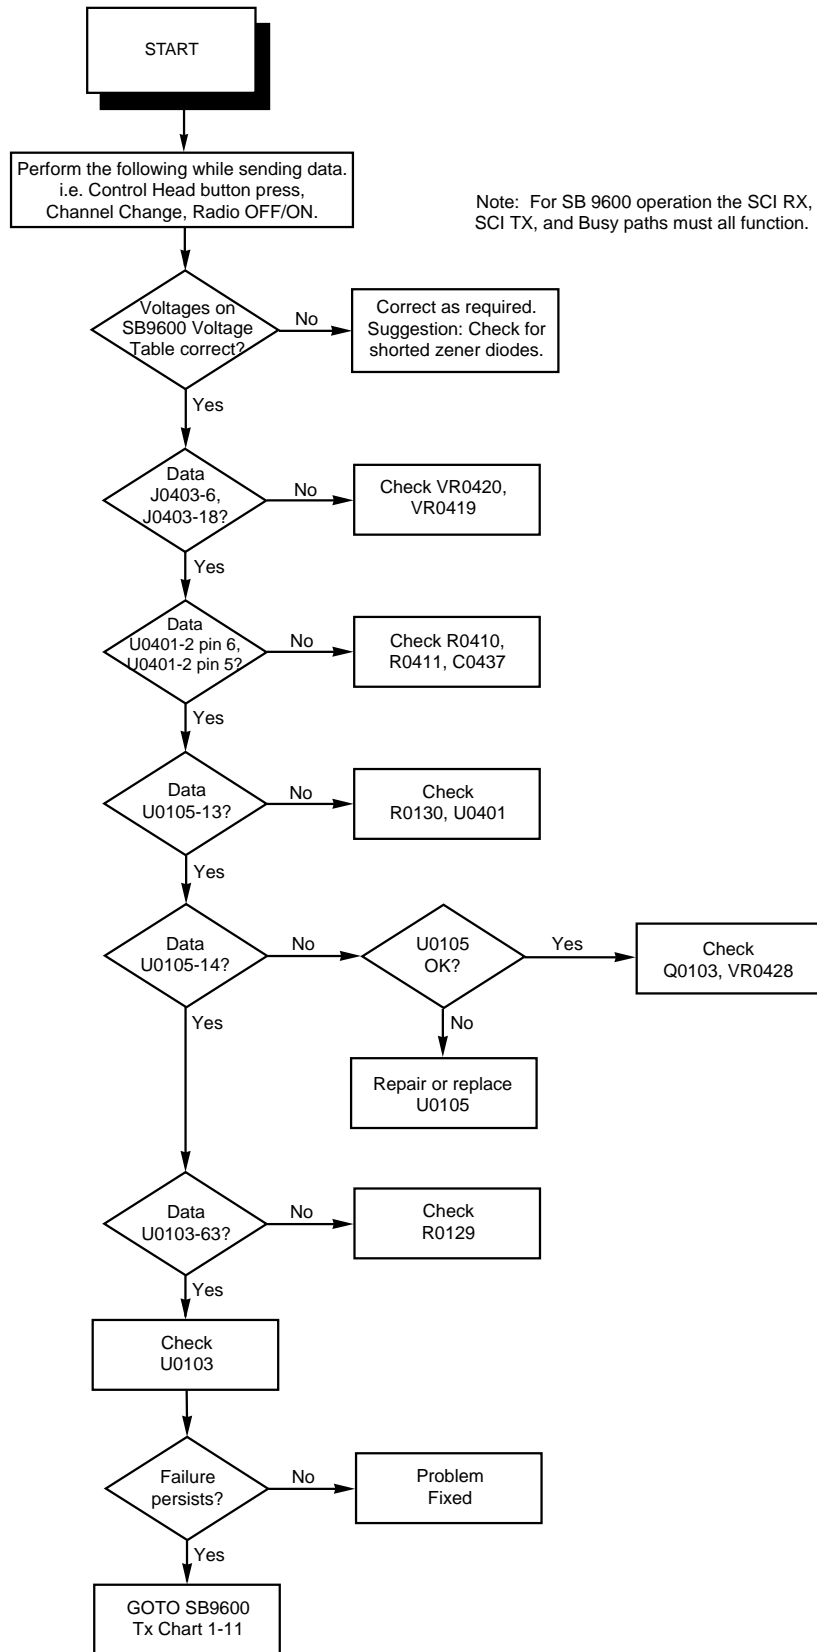 START
Perform the following while sending data.
i.e. Control Head button press,
Channel Change, Radio OFF/ON.
Note: For SB 9600 operation the SCI RX,
SCI TX, and Busy paths must all function.
Voltages on
SB9600 Voltage
Table correct?
No
Correct as required.
Suggestion: Check for
shorted zener diodes.
Yes
Data
J0403-6,
J0403-18?
No
Check VR0420,
VR0419
Yes
Data
U0401-2 pin 6,
U0401-2 pin 5?
No
Check R0410,
R0411, C0437
Yes
Data
U0105-13?
No
Check
R0130, U0401
Yes
Data
U0105-14?
No
U0105
OK?
Yes
Check
Q0103, VR0428
No
Repair or replace
U0105
Yes
Data
U0103-63?
No
Check
R0129
Yes
Check
U0103
Failure
persists?
No
Problem
Fixed
Yes
GOTO SB9600
Tx Chart 1-11